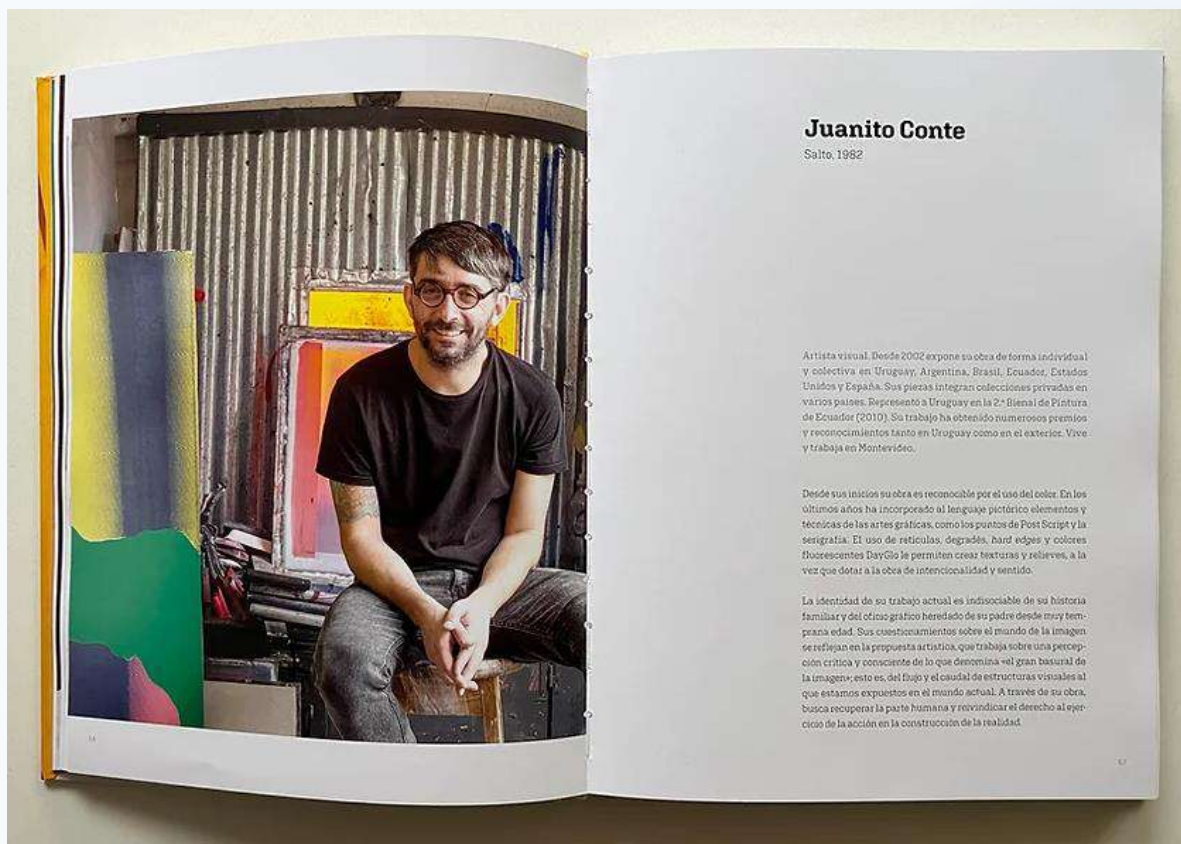 Juanito Conte
Salto, 1982
Artista visual. Desde 2002 expone su obra de forma individual
y colectiva en Uruguay, Argentina, Brasil, Ecuador, Estados
Unidos y España. Sus piezas integran colecciones privadas en
varios países. Representó a Uruguay en la 2.ª Bienal de Pintura
de Ecuador (2010). Su trabajo ha obtenido numerosos premios
y reconocimientos tanto en Uruguay como en el exterior. Vive
y trabaja en Montevideo.
Desde sus inicios su obra es reconocible por el uso del color. En los
últimos años ha incorporado al lenguaje pictórico elementos y
técnicas de las artes gráficas, como los puntos de Post Script y la
serigrafía. El uso de retículas, degradés, hard edges y colores
fluorescentes DayGlo le permiten crear texturas y relieves, a la
vez que dotar a la obra de intencionalidad y sentido.
La identidad de su trabajo actual es indisociable de su historia
familiar y del oficio gráfico heredado de su padre desde muy tem-
prana edad. Sus cuestionamientos sobre el mundo de la imagen
se reflejan en la propuesta artística, que trabaja sobre una percep-
ción crítica y consciente de lo que denomina «el gran basural de
la imagen»; esto es, del flujo y el caudal de estructuras visuales al
que estamos expuestos en el mundo actual. A través de su obra,
busca recuperar la parte humana y reivindicar el derecho al ejer-
cicio de la acción en la construcción de la realidad.